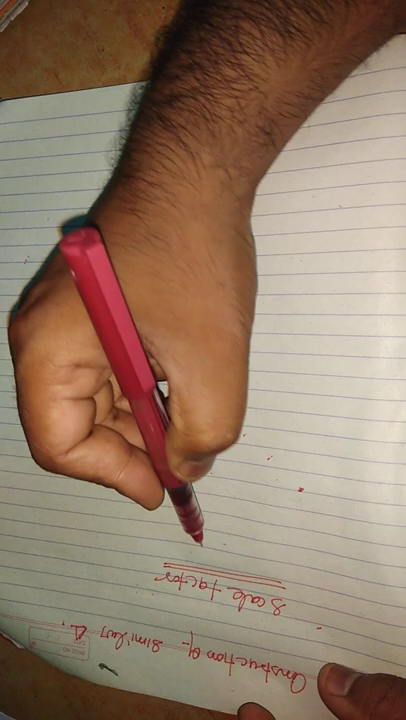 Construction of Similar Δ.
Scale factor